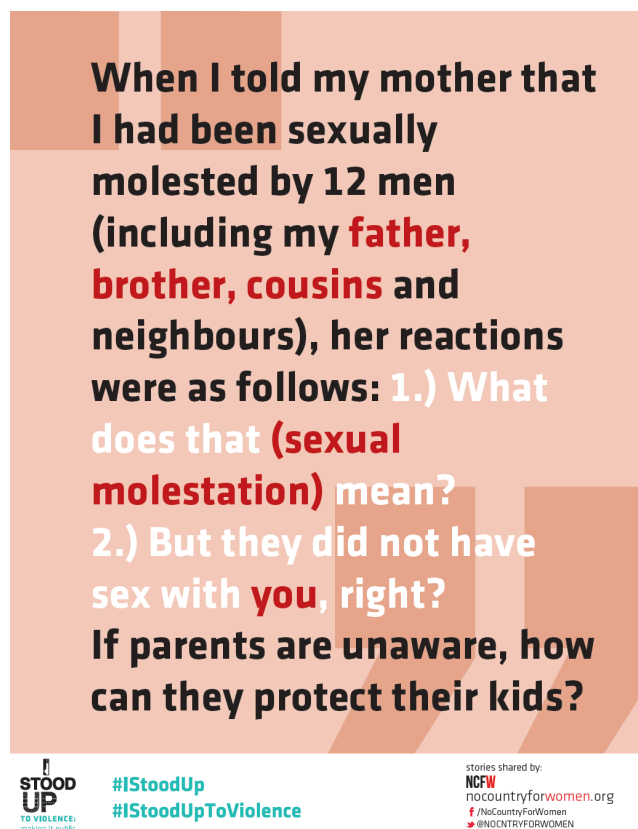 When I told my mother that
I had been sexually
molested by 12 men
(including my father,
brother, cousins and
neighbours), her reactions
were as follows: 1.) What
does that (sexual
molestation) mean?
2.) But they did not have
sex with you, right?
If parents are unaware, how
can they protect their kids?
I
STOOD
UP
TO VIOLENCE:
making it public
#IStoodUp
#IStoodUpToViolence
stories shared by:
NCFW
nocountryforwomen.org
/NoCountryForWomen
@NOCNTRYFORWOMEN